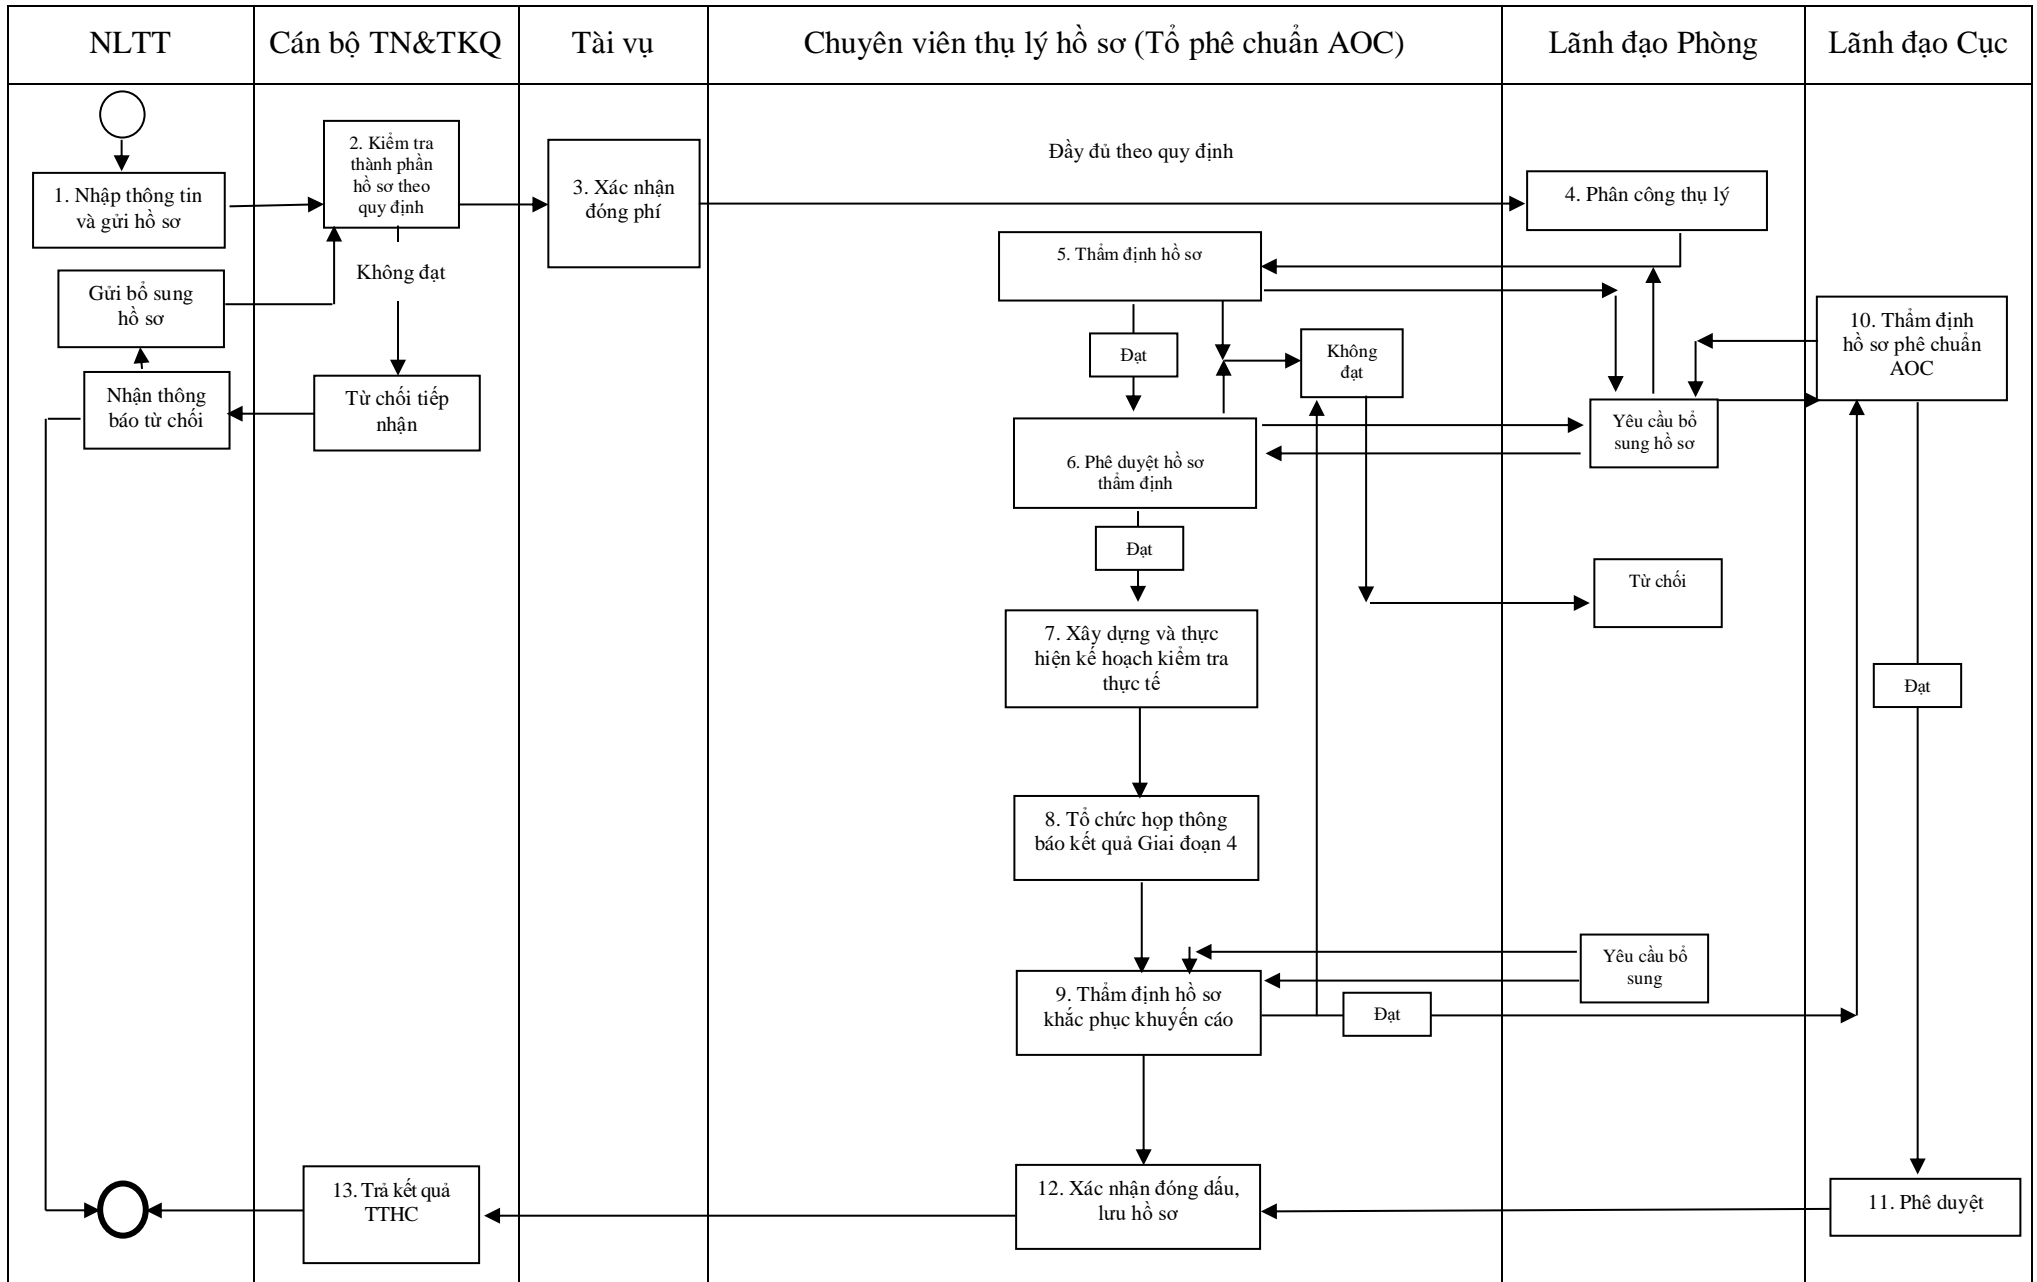 NLTT
Cán bộ TN&TKQ
Tài vụ
Chuyên viên thụ lý hồ sơ (Tổ phê chuẩn AOC)
Lãnh đạo Phòng
Lãnh đạo Cục
1. Nhập thông tin
và gửi hồ sơ
2. Kiểm tra
thành phần
hồ sơ theo
quy định
3. Xác nhận
đóng phí
Đầy đủ theo quy định
4. Phân công thụ lý
5. Thẩm định hồ sơ
Không đạt
Gửi bổ sung
hồ sơ
Nhận thông
báo từ chối
Từ chối tiếp
nhận
Đạt
Không
đạt
10. Thẩm định
hồ sơ phê chuẩn
AOC
Yêu cầu bổ
sung hồ sơ
6. Phê duyệt hồ sơ
thẩm định
Đạt
Từ chối
7. Xây dựng và thực
hiện kế hoạch kiểm tra
thực tế
Đạt
8. Tổ chức họp thông
báo kết quả Giai đoạn 4
Yêu cầu bổ
sung
9. Thẩm định hồ sơ
khắc phục khuyến cáo
Đạt
13. Trả kết quả
TTHC
12. Xác nhận đóng dấu,
lưu hồ sơ
11. Phê duyệt